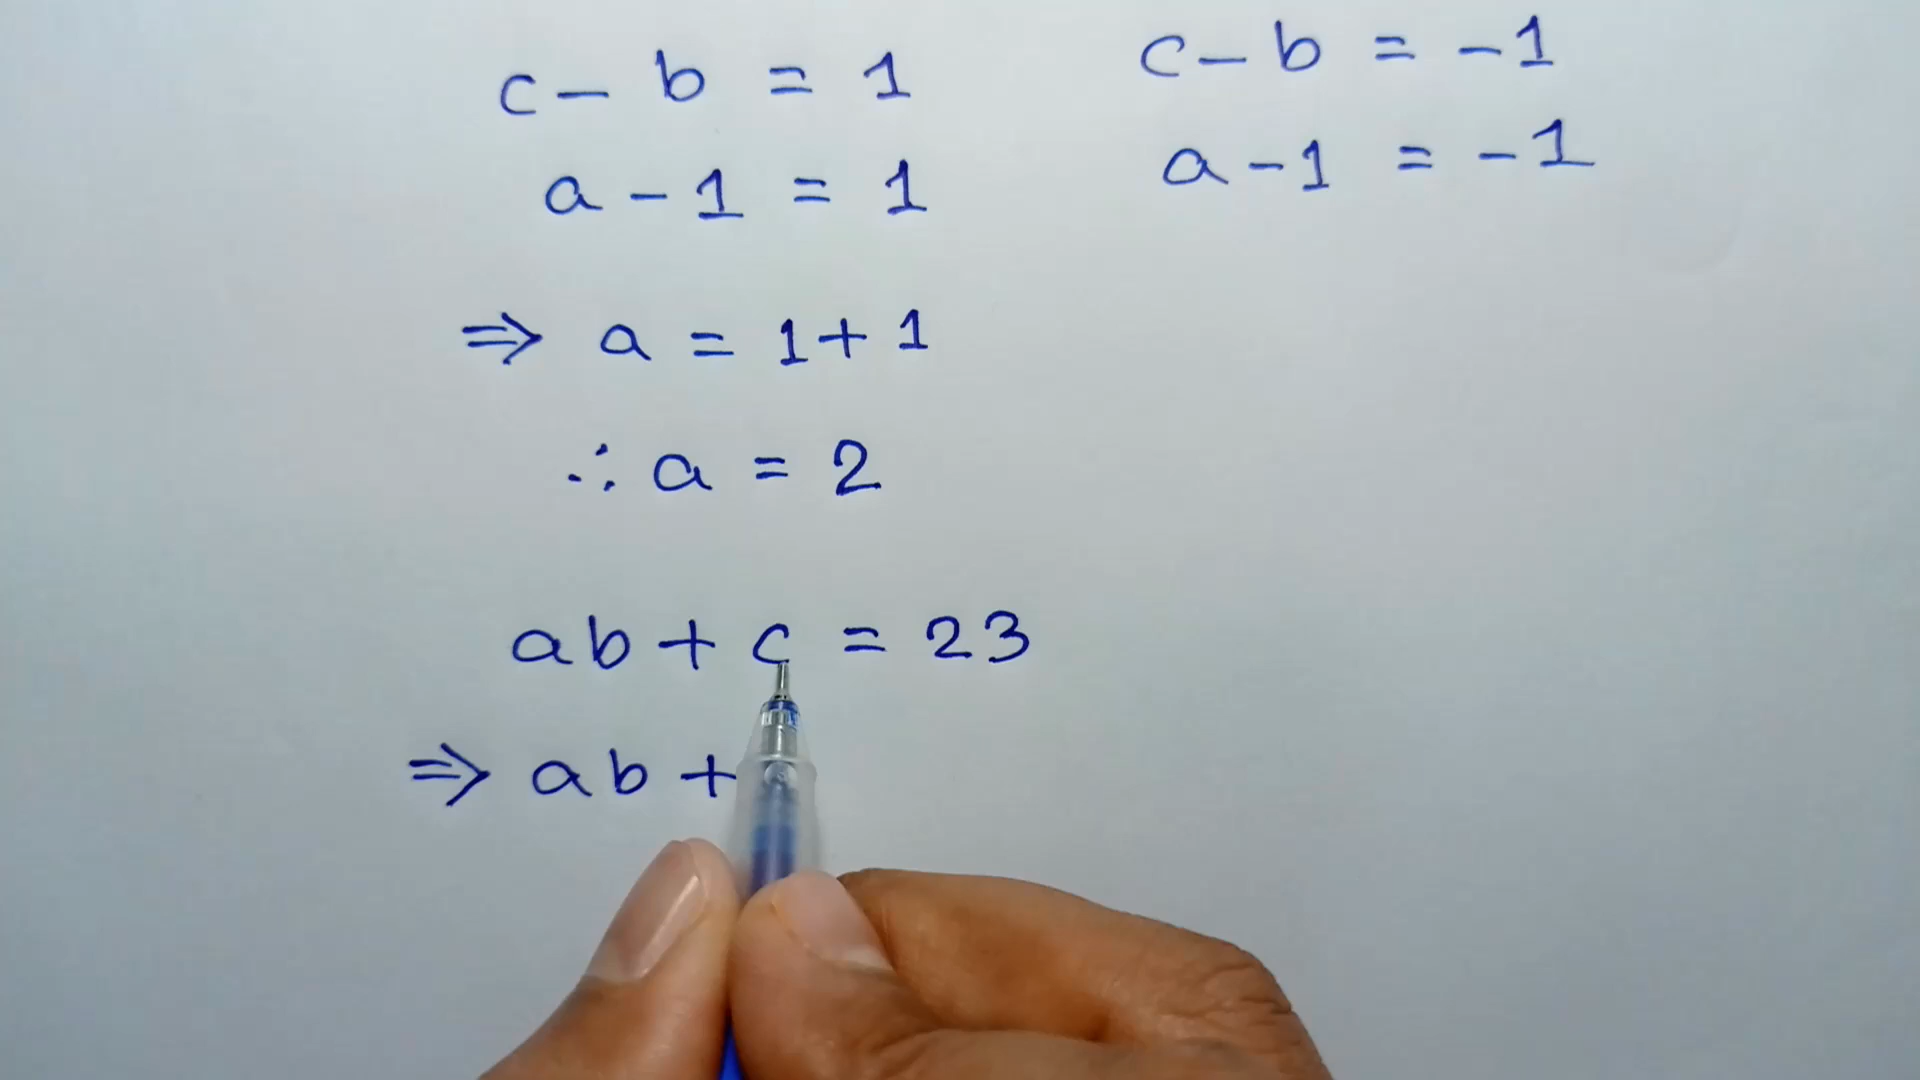 c - b = 1
a - 1 = 1
⇒ a = 1 + 1
∴ a = 2
ab + c = 23
⇒ ab +
c - b = -1
a - 1 = -1